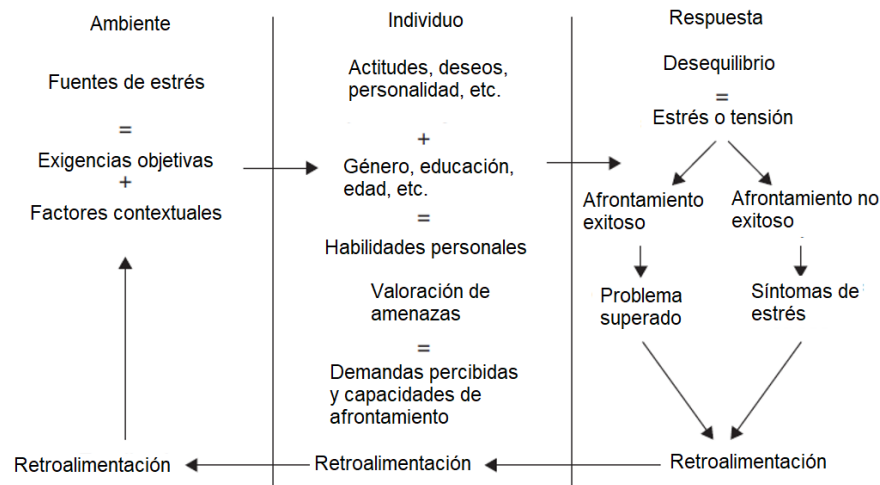 Ambiente
Fuentes de estrés
=
Exigencias objetivas
+
Factores contextuales
Retroalimentación
Individuo
Actitudes, deseos,
personalidad, etc.
+
Género, educación,
edad, etc.
=
Habilidades personales
Valoración de
amenazas
=
Demandas percibidas
y capacidades de
afrontamiento
Retroalimentación
Respuesta
Desequilibrio
=
Estrés o tensión
Afrontamiento
exitoso
Afrontamiento no
exitoso
Problema
superado
Síntomas de
estrés
Retroalimentación